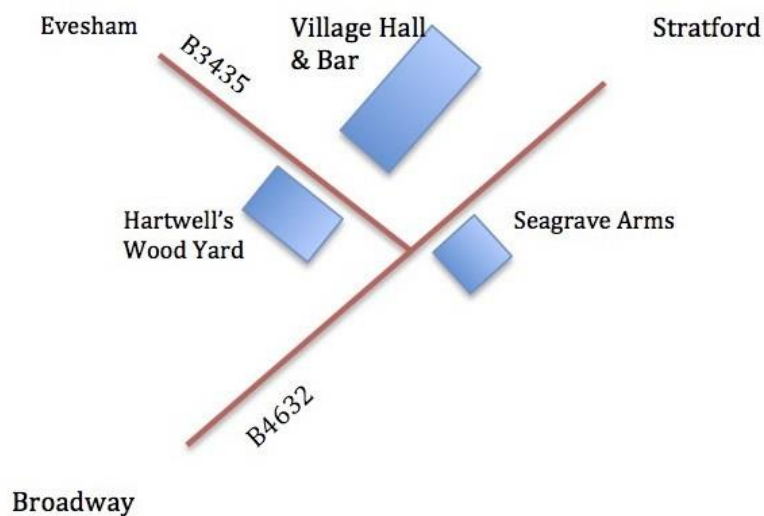 Evesham
B3435
Village Hall
& Bar
Stratford
Hartwell's
Wood Yard
Seagrave Arms
B4632
Broadway